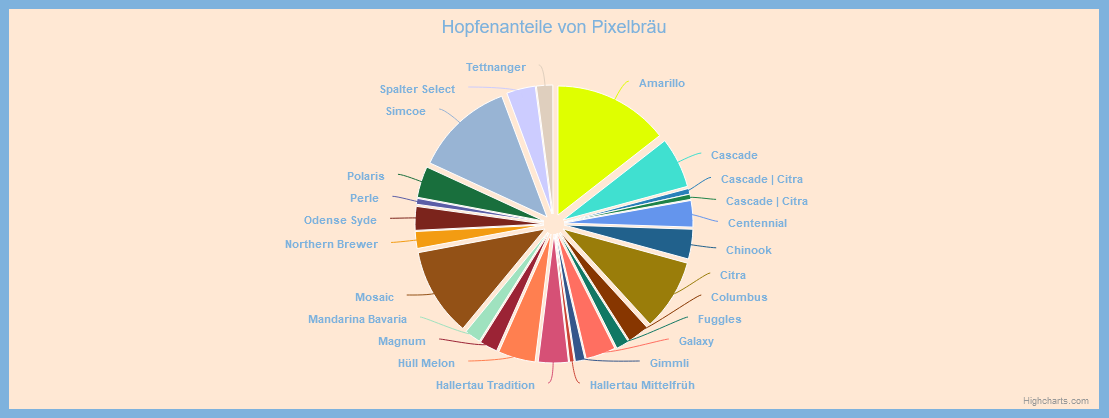 Hopfenanteile von Pixelbräu
Tettnanger
Amarillo
Spalter Select
Simcoe
Cascade
Polaris
Cascade | Citra
Perle
Cascade | Citra
Odense Syde
Centennial
Northern Brewer
Chinook
Citra
Mosaic
Columbus
Mandarina Bavaria
Fuggles
Magnum
Galaxy
Hüll Melon
Gimmli
Hallertau Tradition
Hallertau Mittelfrüh
Highcharts.com